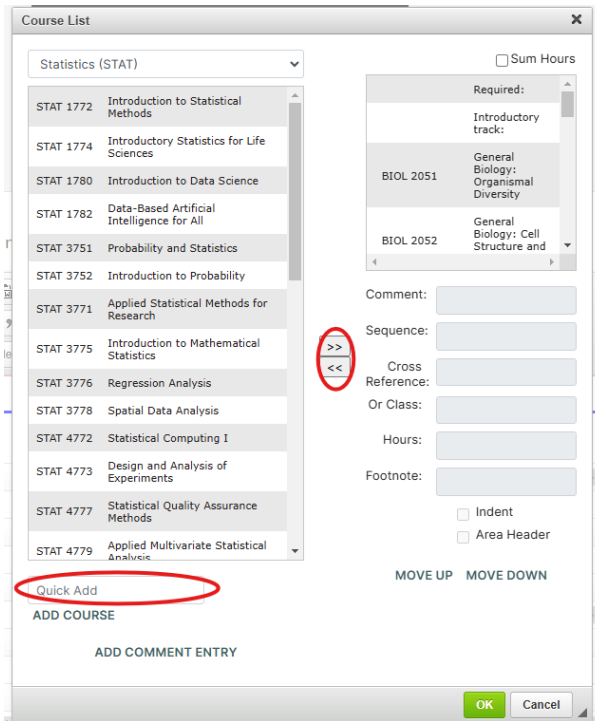 Course List
Statistics (STAT)
STAT 1772 Introduction to Statistical
Methods
STAT 1774 Introductory Statistics for Life
Sciences
STAT 1780 Introduction to Data Science
STAT 1782 Data-Based Artificial
Intelligence for All
STAT 3751 Probability and Statistics
STAT 3752 Introduction to Probability
STAT 3771 Applied Statistical Methods for
Research
STAT 3775 Introduction to Mathematical
Statistics
STAT 3776 Regression Analysis
STAT 3778 Spatial Data Analysis
STAT 4772 Statistical Computing I
STAT 4773 Design and Analysis of
Experiments
STAT 4777 Statistical Quality Assurance
Methods
STAT 4779 Applied Multivariate Statistical
Analysis
Quick Add
ADD COURSE
ADD COMMENT ENTRY
>>
<<
Sum Hours
Required:
Introductory
track:
BIOL 2051 General
Biology:
Organismal
Diversity
BIOL 2052 General
Biology: Cell
Structure and
Comment:
Sequence:
Cross
Reference:
Or Class:
Hours:
Footnote:
Indent
Area Header
MOVE UP MOVE DOWN
OK Cancel